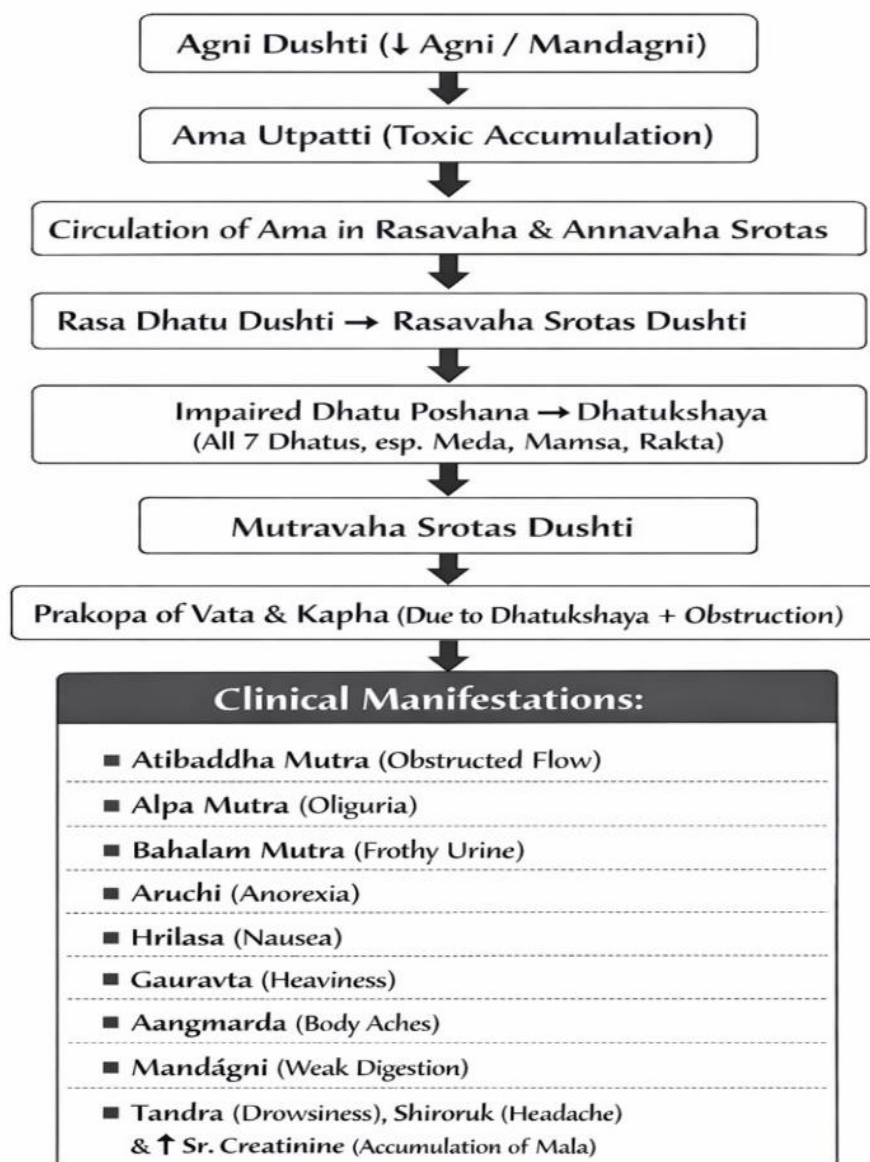 Agni Dushti (↓ Agni / Mandagni)
Ama Utpatti (Toxic Accumulation)
Circulation of Ama in Rasavaha & Annavaha Srotas
Rasa Dhatu Dushti → Rasavaha Srotas Dushti
Impaired Dhatu Poshana → Dhatukshaya
(All 7 Dhatus, esp. Meda, Mamsa, Rakta)
Mutravaha Srotas Dushti
Prakopa of Vata & Kapha (Due to Dhatukshaya + Obstruction)
Clinical Manifestations:
■ Atibaddha Mutra (Obstructed Flow)
■ Alpa Mutra (Oliguria)
■ Bahalam Mutra (Frothy Urine)
■ Aruchi (Anorexia)
■ Hrilasa (Nausea)
■ Gauravta (Heaviness)
■ Aangmarda (Body Aches)
■ Mandágni (Weak Digestion)
■ Tandra (Drowsiness), Shiroruk (Headache)
& ↑ Sr. Creatinine (Accumulation of Mala)